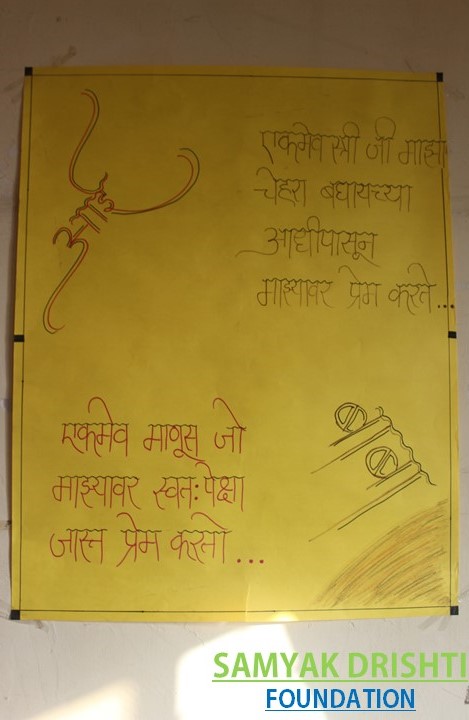 आई
एकमेव स्त्री जी माझा
चेहरा बघायच्या
आधीपासून
माझ्यावर प्रेम करते...
एकमेव माणूस जो
माझ्यावर स्वतःपेक्षा
जास्त प्रेम करतो...
बाबा
SAMYAK DRISHTI
FOUNDATION